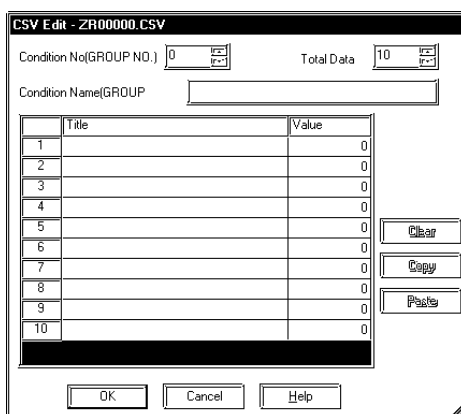 CSV Edit - ZR00000.CSV
Condition No(GROUP NO.) 0 Total Data 10
Condition Name(GROUP
Title Value
1 0
2 0
3 0
4 0
5 0
6 0
7 0
8 0
9 0
10 0
Clear
Copy
Paste
OK Cancel Help